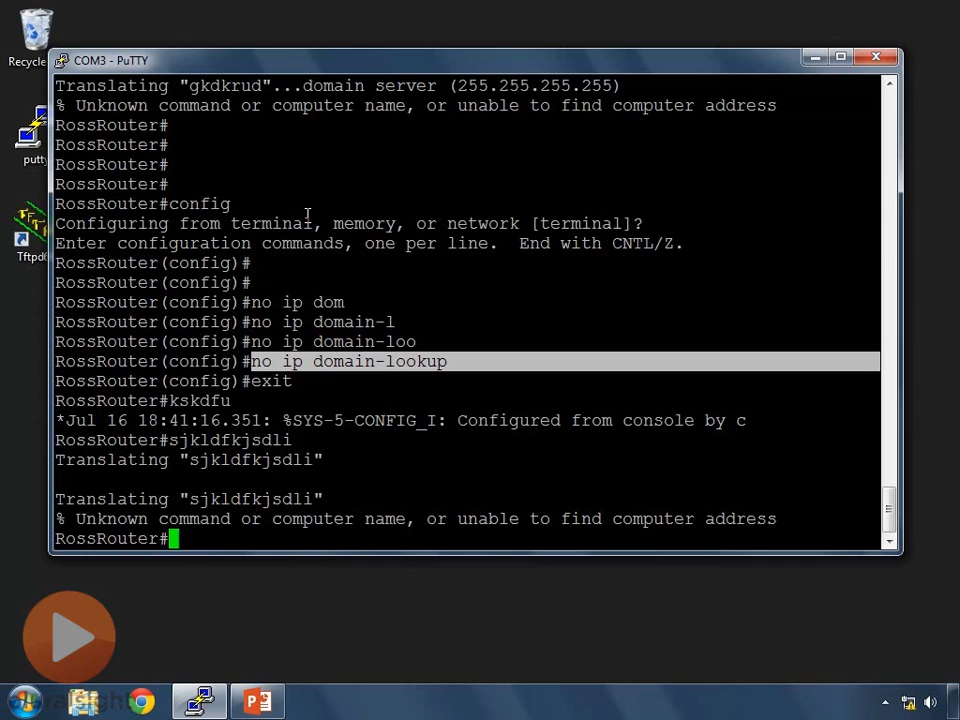 Recycle
COM3 - PuTTY
Translating "gkdkrud"...domain server (255.255.255.255)
% Unknown command or computer name, or unable to find computer address
RossRouter#
RossRouter#
RossRouter#
RossRouter#
RossRouter#config
Configuring from terminal, memory, or network [terminal]?
Enter configuration commands, one per line.  End with CNTL/Z.
RossRouter(config)#
RossRouter(config)#
RossRouter(config)#no ip dom
RossRouter(config)#no ip domain-l
RossRouter(config)#no ip domain-loo
RossRouter(config)#no ip domain-lookup
RossRouter(config)#exit
RossRouter#kskdfu
*Jul 16 18:41:16.351: %SYS-5-CONFIG_I: Configured from console by c
RossRouter#sjkldfkjsdli
Translating "sjkldfkjsdli"
Translating "sjkldfkjsdli"
% Unknown command or computer name, or unable to find computer address
RossRouter#
putty
Tftpd6
pluralsight